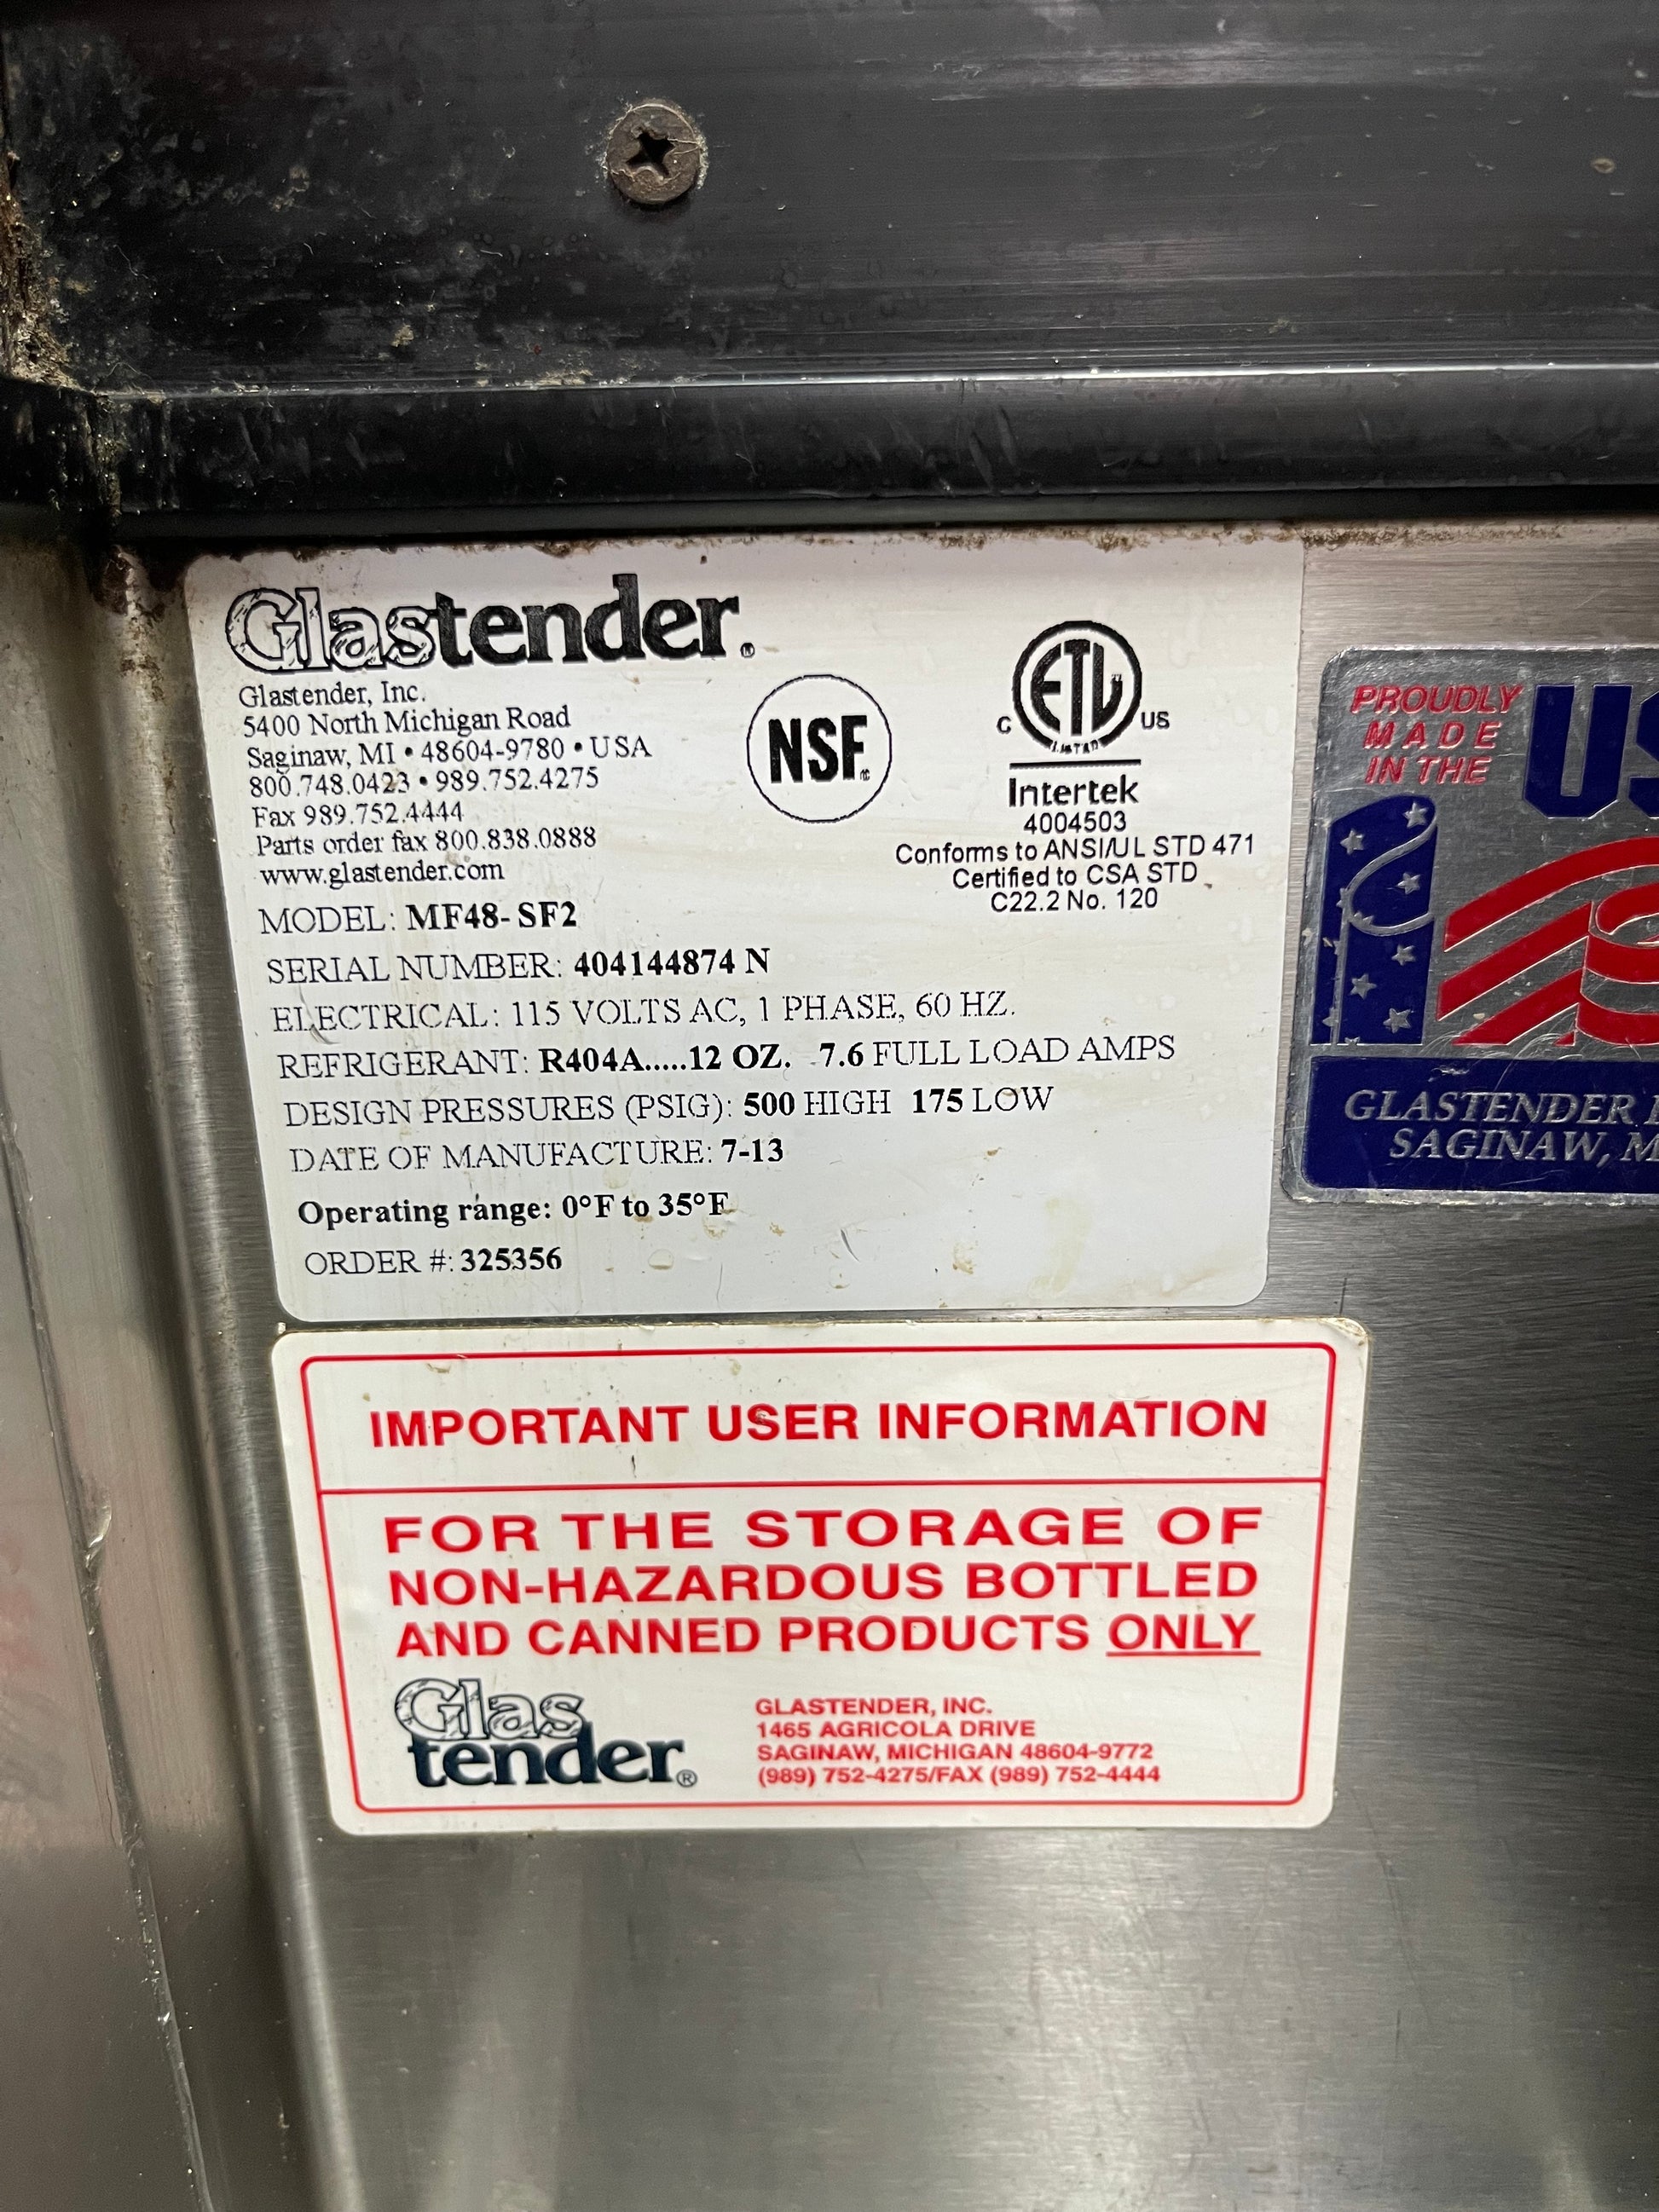 Glastender®
Glastender, Inc.
5400 North Michigan Road
Saginaw, MI • 48604-9780 • USA
800.748.0423 • 989.752.4275
Fax 989.752.4444
Parts order fax 800.838.0888
www.glastender.com
NSF
C ETL US
LISTED
Intertek
4004503
Conforms to ANSI/UL STD 471
Certified to CSA STD
C22.2 No. 120
MODEL: MF48-SF2
SERIAL NUMBER: 404144874 N
ELECTRICAL: 115 VOLTS AC, 1 PHASE, 60 HZ.
REFRIGERANT: R404A.....12 OZ. 7.6 FULL LOAD AMPS
DESIGN PRESSURES (PSIG): 500 HIGH 175 LOW
DATE OF MANUFACTURE: 7-13
Operating range: 0°F to 35°F
ORDER #: 325356
PROUDLY
MADE
IN THE
US
GLASTENDER
SAGINAW, M
IMPORTANT USER INFORMATION
FOR THE STORAGE OF
NON-HAZARDOUS BOTTLED
AND CANNED PRODUCTS ONLY
Glas
tender®
GLASTENDER, INC.
1465 AGRICOLA DRIVE
SAGINAW, MICHIGAN 48604-9772
(989) 752-4275/FAX (989) 752-4444